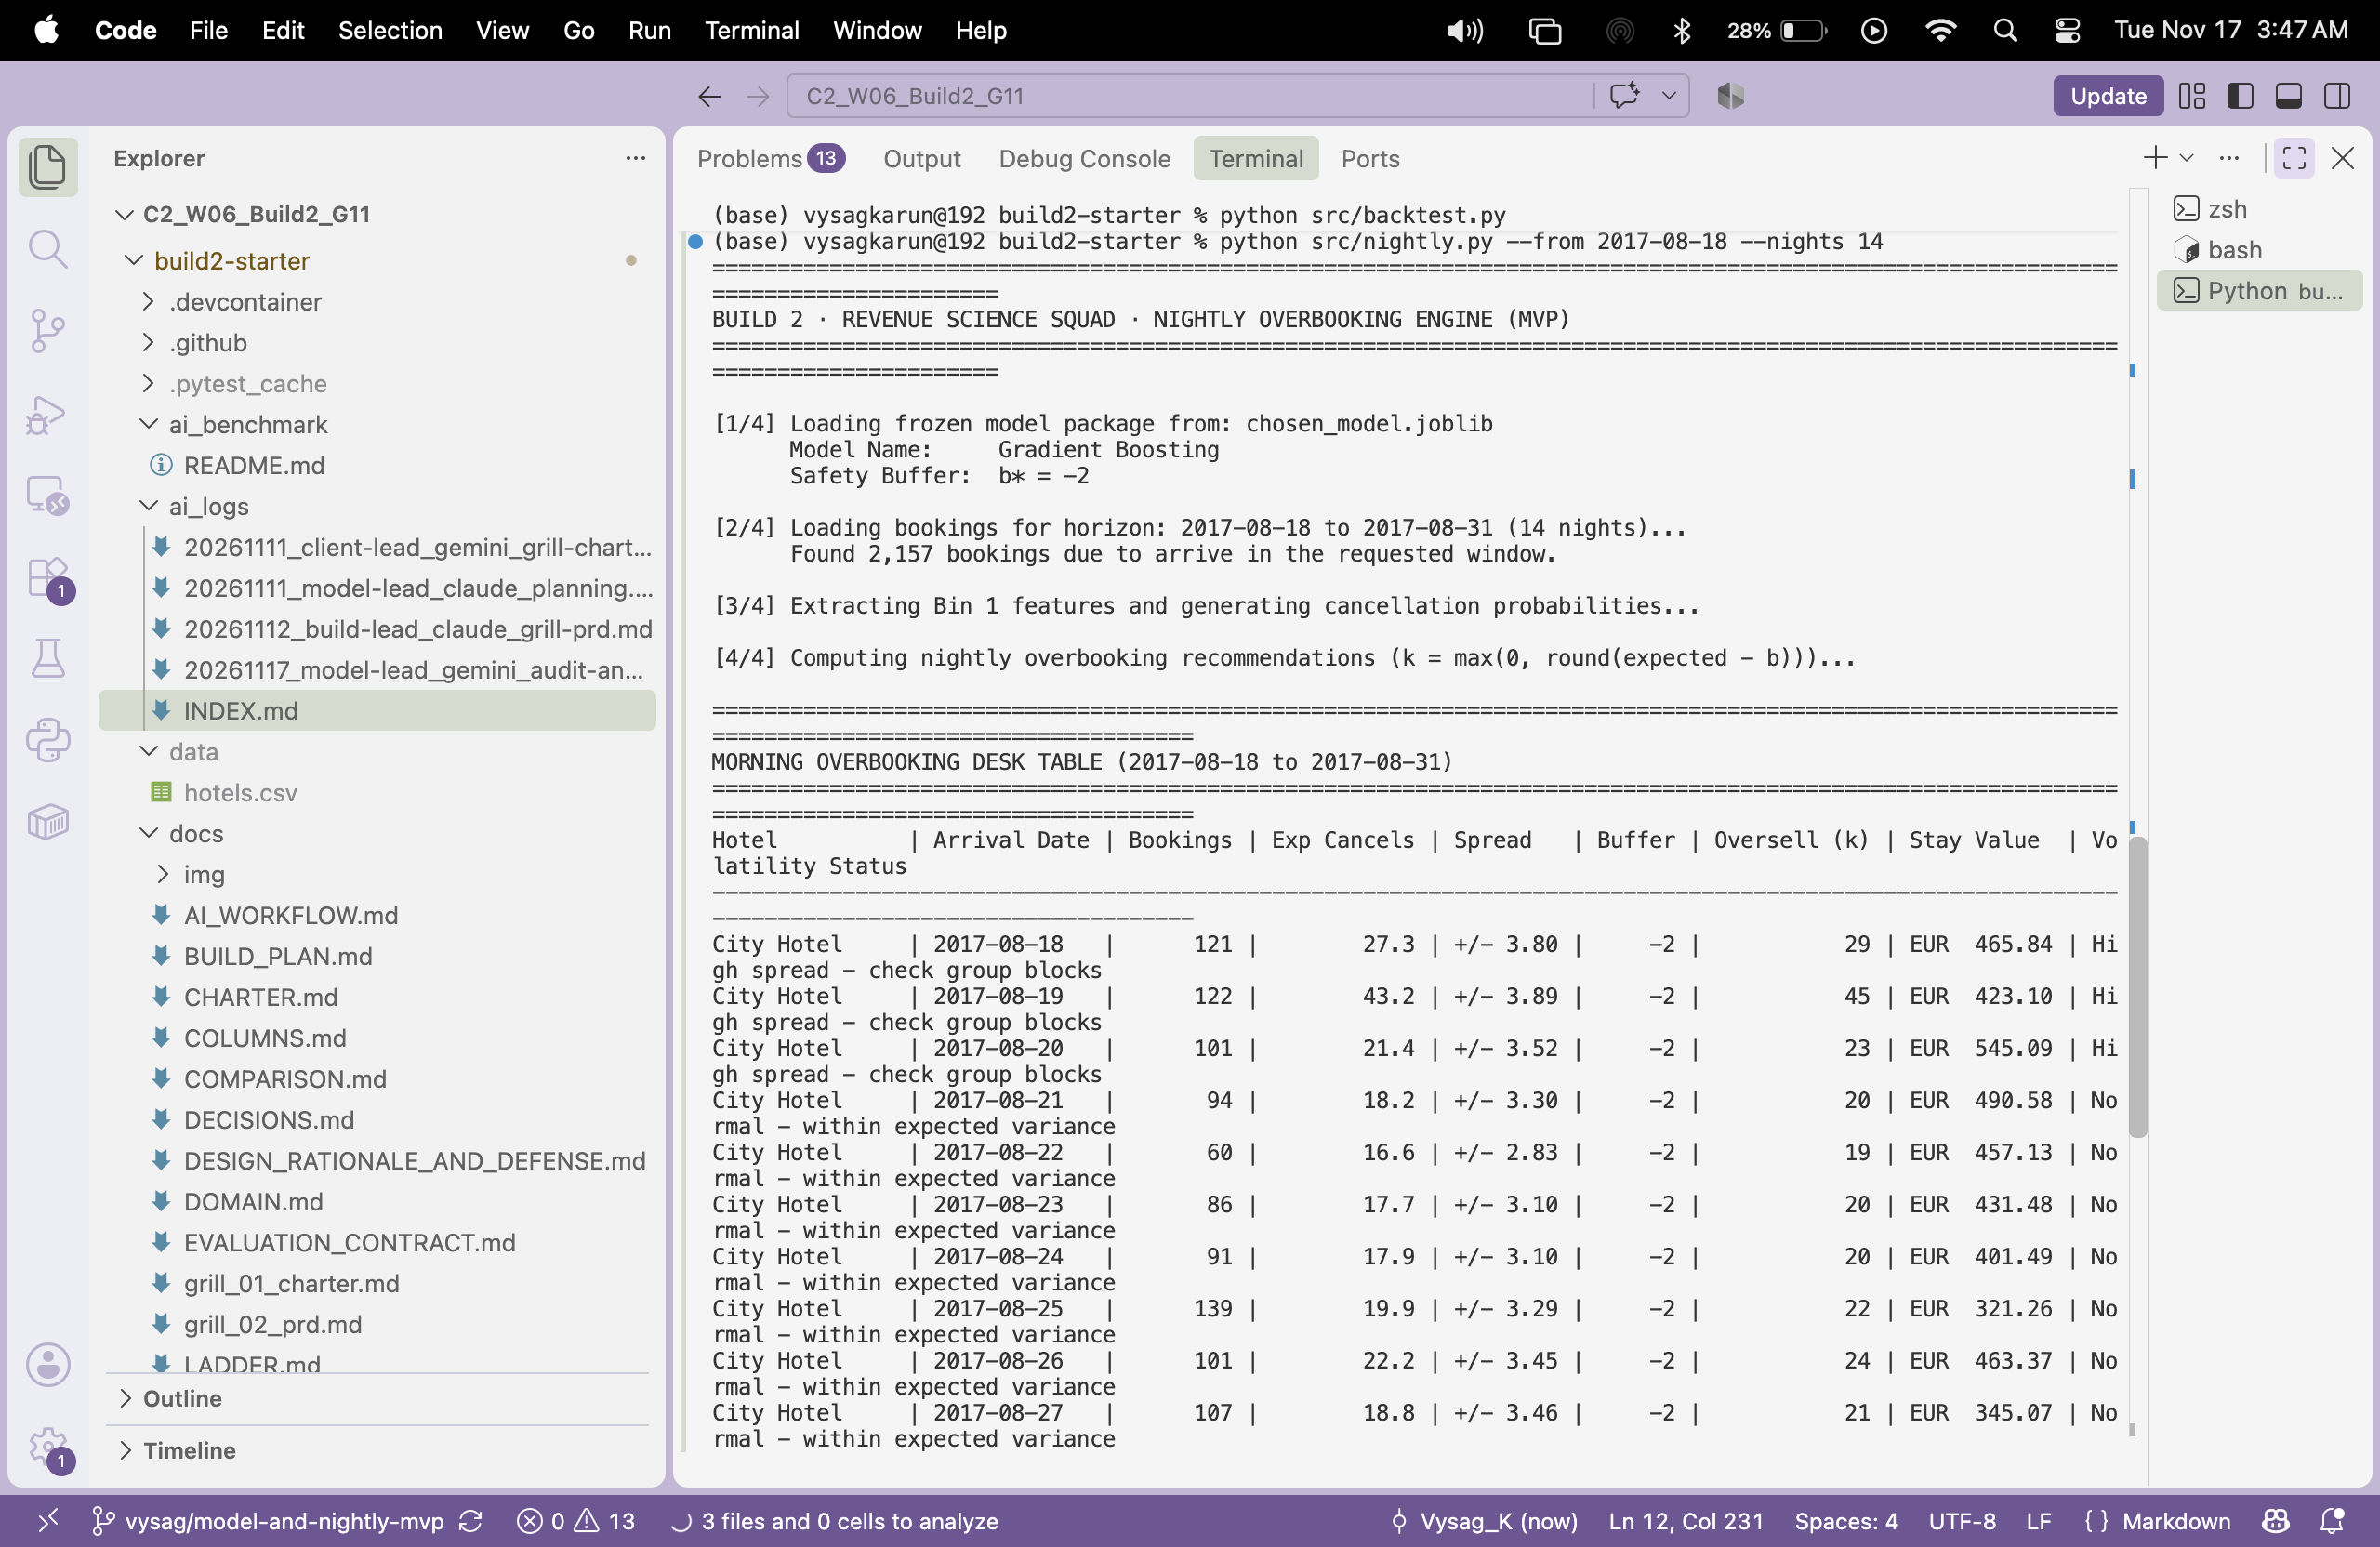 Code File Edit Selection View Go Run Terminal Window Help 28% Tue Nov 17 3:47 AM
C2_W06_Build2_G11 Update
Explorer
C2_W06_Build2_G11
build2-starter
.devcontainer
.github
.pytest_cache
ai_benchmark
README.md
ai_logs
20261111_client-lead_gemini_grill-chart...
20261111_model-lead_claude_planning....
20261112_build-lead_claude_grill-prd.md
20261117_model-lead_gemini_audit-an...
INDEX.md
data
hotels.csv
docs
img
AI_WORKFLOW.md
BUILD_PLAN.md
CHARTER.md
COLUMNS.md
COMPARISON.md
DECISIONS.md
DESIGN_RATIONALE_AND_DEFENSE.md
DOMAIN.md
EVALUATION_CONTRACT.md
grill_01_charter.md
grill_02_prd.md
LADDER.md
Outline
Timeline
1
1
Problems 13 Output Debug Console Terminal Ports
(base) vysagkarun@192 build2-starter % python src/backtest.py
(base) vysagkarun@192 build2-starter % python src/nightly.py --from 2017-08-18 --nights 14
============================================================================================================
======================
BUILD 2 · REVENUE SCIENCE SQUAD · NIGHTLY OVERBOOKING ENGINE (MVP)
============================================================================================================
======================
[1/4] Loading frozen model package from: chosen_model.joblib
Model Name: Gradient Boosting
Safety Buffer: b* = -2
[2/4] Loading bookings for horizon: 2017-08-18 to 2017-08-31 (14 nights)...
Found 2,157 bookings due to arrive in the requested window.
[3/4] Extracting Bin 1 features and generating cancellation probabilities...
[4/4] Computing nightly overbooking recommendations (k = max(0, round(expected - b)))...
============================================================================================================
=====================================
MORNING OVERBOOKING DESK TABLE (2017-08-18 to 2017-08-31)
============================================================================================================
=====================================
Hotel | Arrival Date | Bookings | Exp Cancels | Spread | Buffer | Oversell (k) | Stay Value | Vo
latility Status
------------------------------------------------------------------------------------------------------------
-------------------------------------
City Hotel | 2017-08-18 | 121 | 27.3 | +/- 3.80 | -2 | 29 | EUR 465.84 | Hi
gh spread - check group blocks
City Hotel | 2017-08-19 | 122 | 43.2 | +/- 3.89 | -2 | 45 | EUR 423.10 | Hi
gh spread - check group blocks
City Hotel | 2017-08-20 | 101 | 21.4 | +/- 3.52 | -2 | 23 | EUR 545.09 | Hi
gh spread - check group blocks
City Hotel | 2017-08-21 | 94 | 18.2 | +/- 3.30 | -2 | 20 | EUR 490.58 | No
rmal - within expected variance
City Hotel | 2017-08-22 | 60 | 16.6 | +/- 2.83 | -2 | 19 | EUR 457.13 | No
rmal - within expected variance
City Hotel | 2017-08-23 | 86 | 17.7 | +/- 3.10 | -2 | 20 | EUR 431.48 | No
rmal - within expected variance
City Hotel | 2017-08-24 | 91 | 17.9 | +/- 3.10 | -2 | 20 | EUR 401.49 | No
rmal - within expected variance
City Hotel | 2017-08-25 | 139 | 19.9 | +/- 3.29 | -2 | 22 | EUR 321.26 | No
rmal - within expected variance
City Hotel | 2017-08-26 | 101 | 22.2 | +/- 3.45 | -2 | 24 | EUR 463.37 | No
rmal - within expected variance
City Hotel | 2017-08-27 | 107 | 18.8 | +/- 3.46 | -2 | 21 | EUR 345.07 | No
rmal - within expected variance
zsh
bash
Python bu...
vysag/model-and-nightly-mvp 0 13 3 files and 0 cells to analyze Vysag_K (now) Ln 12, Col 231 Spaces: 4 UTF-8 LF {} Markdown